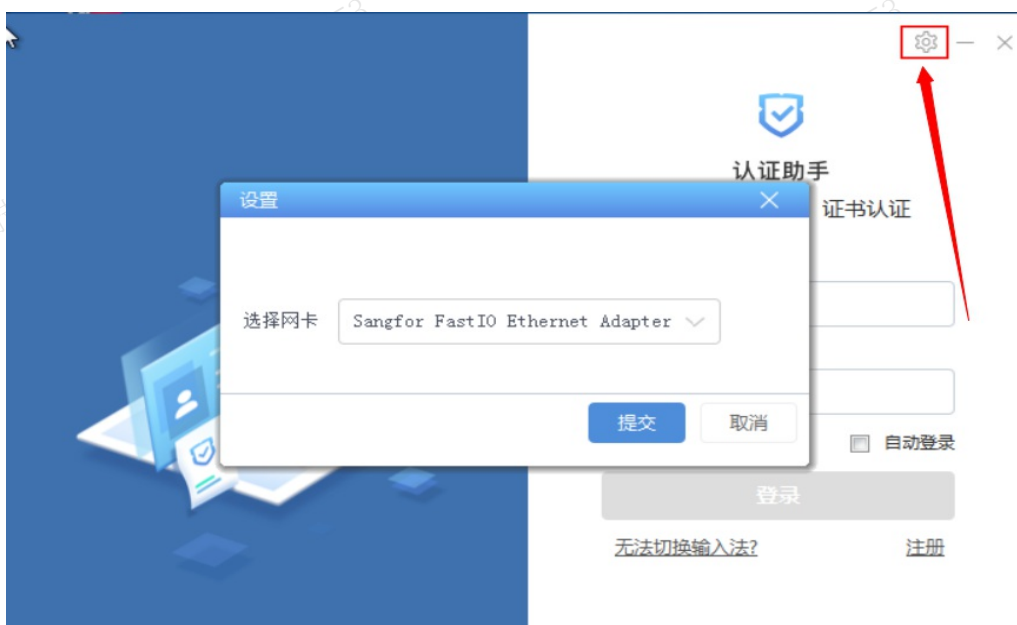 认证助手
证书认证
设置
选择网卡 Sangfor FastIO Ethernet Adapter
提交 取消
自动登录
登录
无法切换输入法? 注册